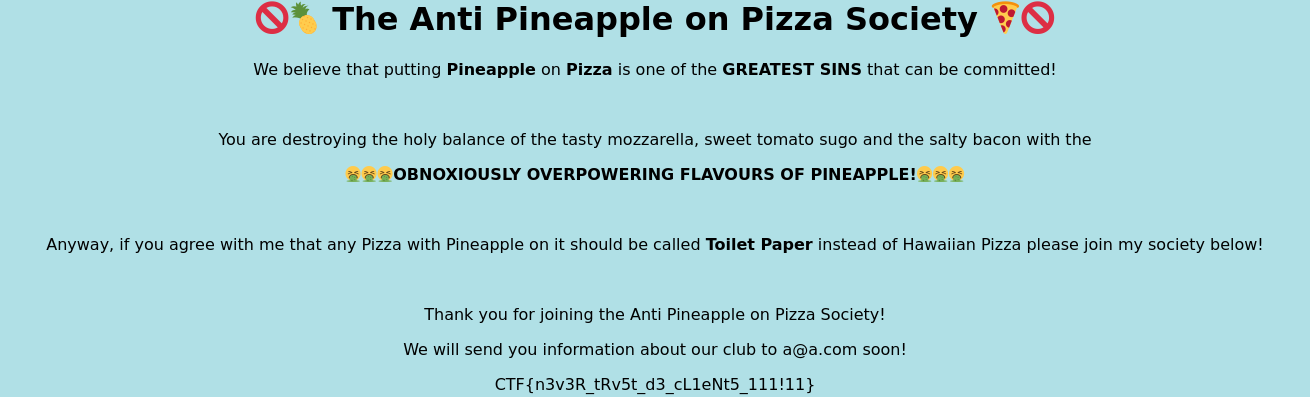 🚫🍍 The Anti Pineapple on Pizza Society 🍕🚫
We believe that putting Pineapple on Pizza is one of the GREATEST SINS that can be committed!
You are destroying the holy balance of the tasty mozzarella, sweet tomato sugo and the salty bacon with the
🤮🤮🤮OBNOXIOUSLY OVERPOWERING FLAVOURS OF PINEAPPLE!🤮🤮🤮
Anyway, if you agree with me that any Pizza with Pineapple on it should be called Toilet Paper instead of Hawaiian Pizza please join my society below!
Thank you for joining the Anti Pineapple on Pizza Society!
We will send you information about our club to a@a.com soon!
CTF{n3v3R_tRv5t_d3_cL1eNt5_111!11}